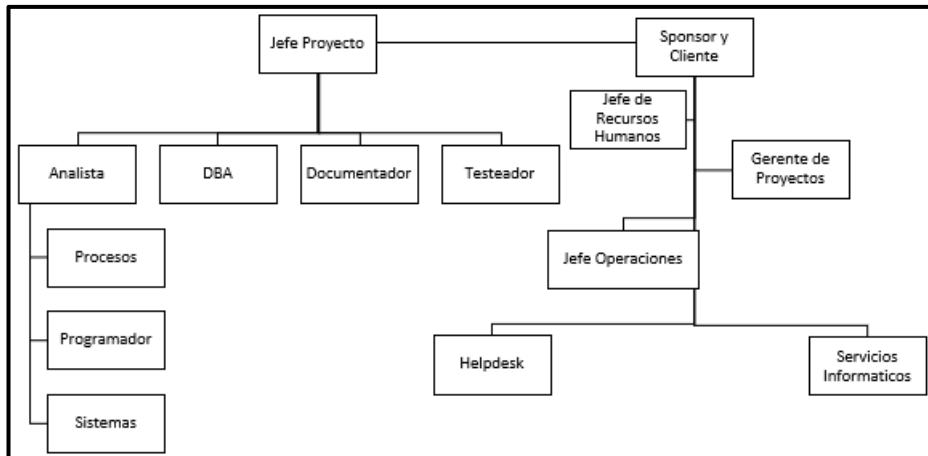 Jefe Proyecto
Sponsor y
Cliente
Jefe de
Recursos
Humanos
Analista
DBA
Documentador
Testeador
Gerente de
Proyectos
Procesos
Jefe Operaciones
Programador
Helpdesk
Servicios
Informaticos
Sistemas